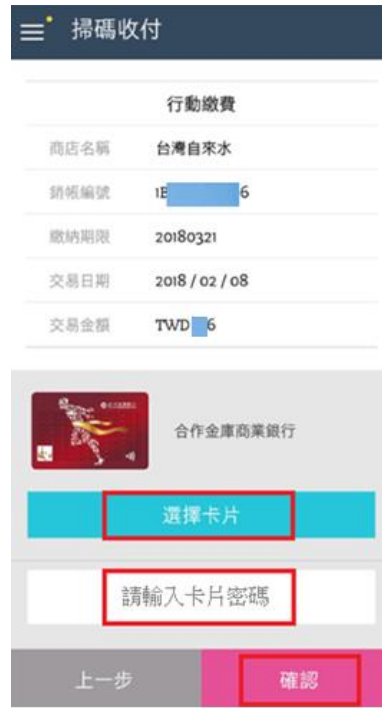 掃碼收付
行動繳費
商店名稱 台灣自來水
銷帳編號 1E 6
繳納期限 20180321
交易日期 2018 / 02 / 08
交易金額 TWD 6
合作金庫商業銀行
選擇卡片
請輸入卡片密碼
上一步 確認